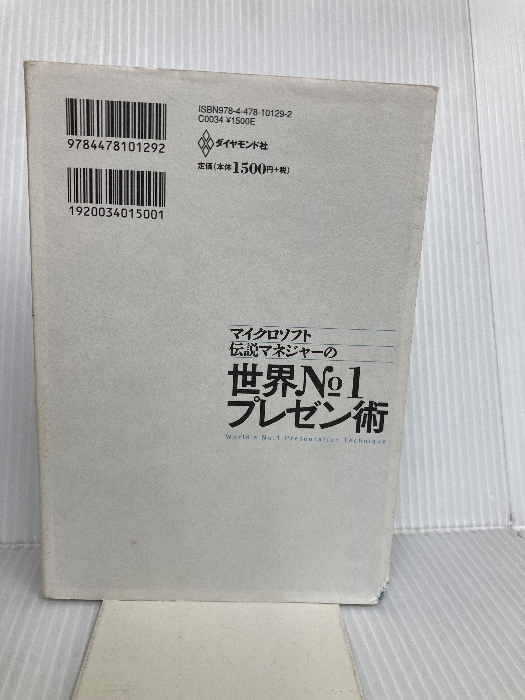 9784478101292
1920034015001
ISBN978-4-478-10129-2
C0034 ¥1500E
ダイヤモンド社
定価(本体1500円+税)
マイクロソフト
伝説マネジャーの
世界№1
プレゼン術
World's No.1 Presentation Technique